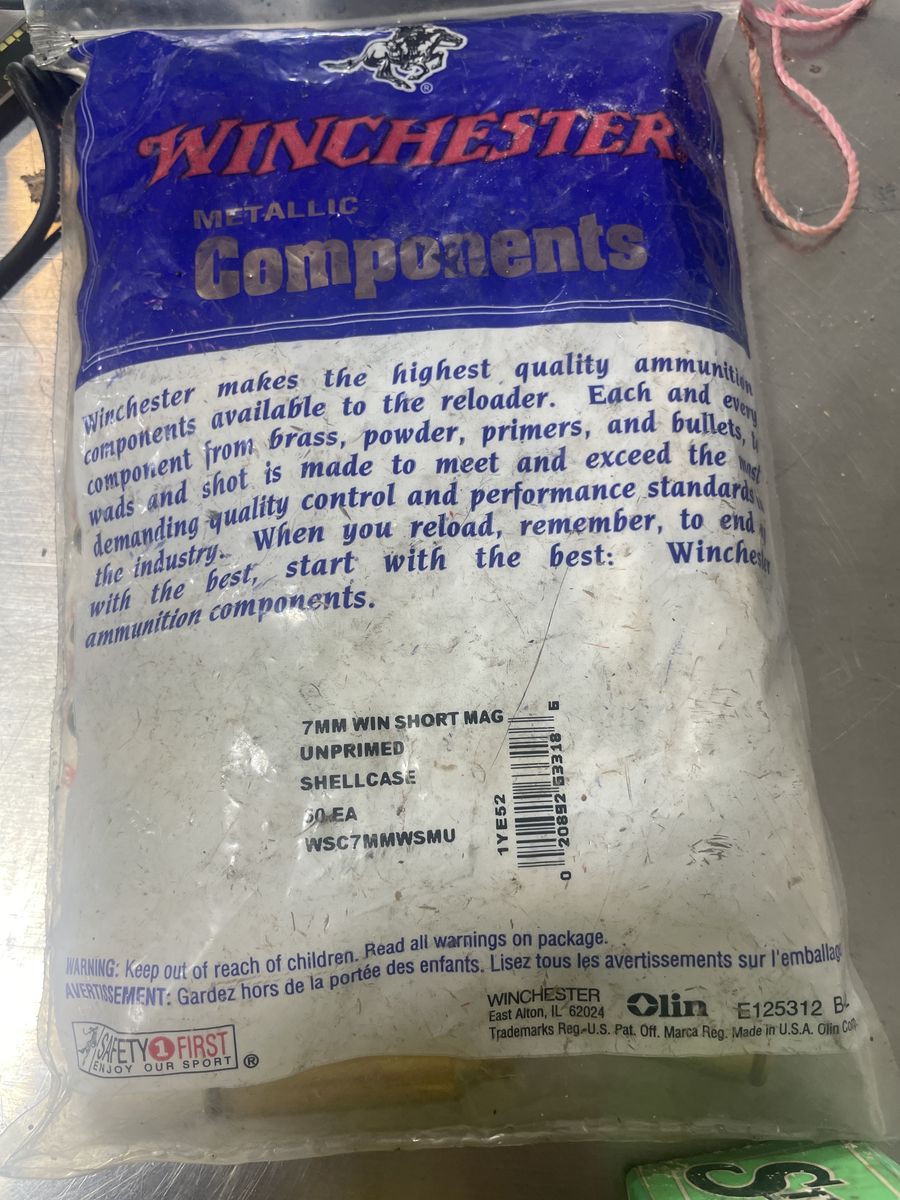 WINCHESTER
METALLIC
Components
Winchester makes the highest quality ammunition
components available to the reloader. Each and every
component from brass, powder, primers, and bullets,
wads and shot is made to meet and exceed the most
demanding quality control and performance standards
the industry. When you reload, remember, to end
with the best, start with the best: Winchester
ammunition components.
7MM WIN SHORT MAG
UNPRIMED
SHELLCASE
50 EA
WSC7MMWSMU
1YE52
0 20892 53318 5
WARNING: Keep out of reach of children. Read all warnings on package.
AVERTISSEMENT: Gardez hors de la portée des enfants. Lisez tous les avertissements sur l'emballag
WINCHESTER
East Alton, IL 62024
Olin
E125312 B-
Trademarks Reg. U.S. Pat. Off. Marca Reg. Made in U.S.A. Olin Cor
SAFETY 1 FIRST
ENJOY OUR SPORT
®